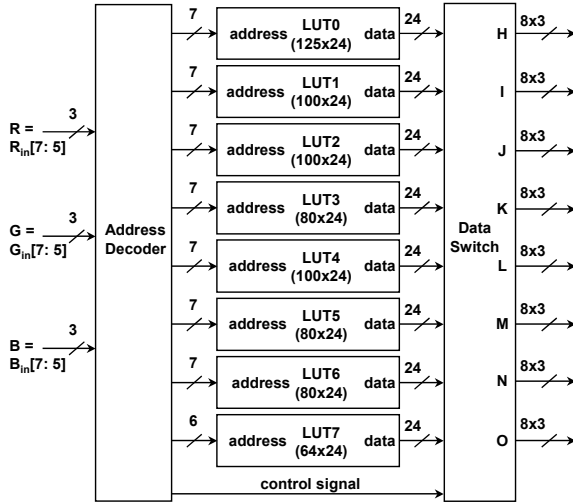 7 24 8x3
address LUT0 data H
(125x24)
7 24 8x3
address LUT1 data I
(100x24)
3
R =
R_in[7: 5]
7 24 8x3
address LUT2 data J
(100x24)
7 24 8x3
address LUT3 data K
(80x24)
3
G =
G_in[7: 5]
Address
Decoder
Data
Switch
7 24 8x3
address LUT4 data L
(100x24)
7 24 8x3
address LUT5 data M
(80x24)
3
B =
B_in[7: 5]
7 24 8x3
address LUT6 data N
(80x24)
6 24 8x3
address LUT7 data O
(64x24)
control signal